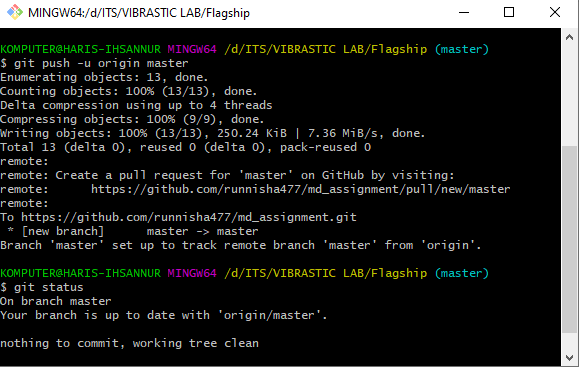 MINGW64:/d/ITS/VIBRASTIC LAB/Flagship
KOMPUTER@HARIS-IHSANNUR MINGW64 /d/ITS/VIBRASTIC LAB/Flagship (master)
$ git push -u origin master
Enumerating objects: 13, done.
Counting objects: 100% (13/13), done.
Delta compression using up to 4 threads
Compressing objects: 100% (9/9), done.
Writing objects: 100% (13/13), 250.24 KiB | 7.36 MiB/s, done.
Total 13 (delta 0), reused 0 (delta 0), pack-reused 0
remote:
remote: Create a pull request for 'master' on GitHub by visiting:
remote:      https://github.com/runnisha477/md_assignment/pull/new/master
remote:
To https://github.com/runnisha477/md_assignment.git
 * [new branch]      master -> master
Branch 'master' set up to track remote branch 'master' from 'origin'.
KOMPUTER@HARIS-IHSANNUR MINGW64 /d/ITS/VIBRASTIC LAB/Flagship (master)
$ git status
On branch master
Your branch is up to date with 'origin/master'.
nothing to commit, working tree clean